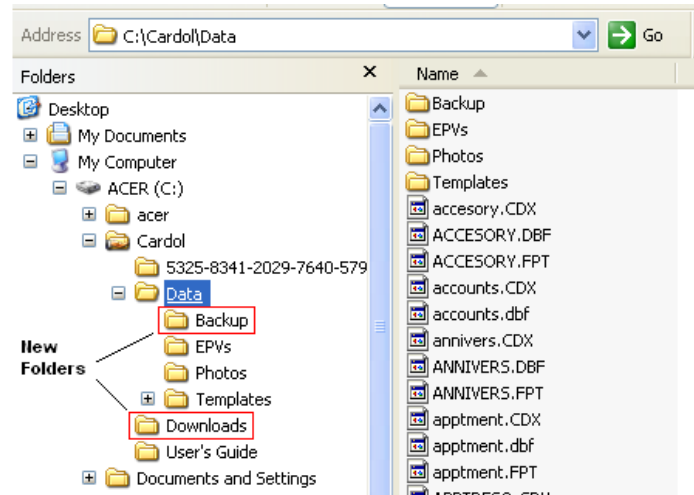 Address C:\Cardol\Data Go
Folders × Name
Desktop
My Documents
My Computer
ACER (C:)
acer
Cardol
5325-8341-2029-7640-579
Data
Backup
EPVs
Photos
Templates
Downloads
User's Guide
Documents and Settings
New
Folders
Backup
EPVs
Photos
Templates
accesory.CDX
ACCESORY.DBF
ACCESORY.FPT
accounts.CDX
accounts.dbf
annivers.CDX
ANNIVERS.DBF
ANNIVERS.FPT
apptment.CDX
apptment.dbf
apptment.FPT